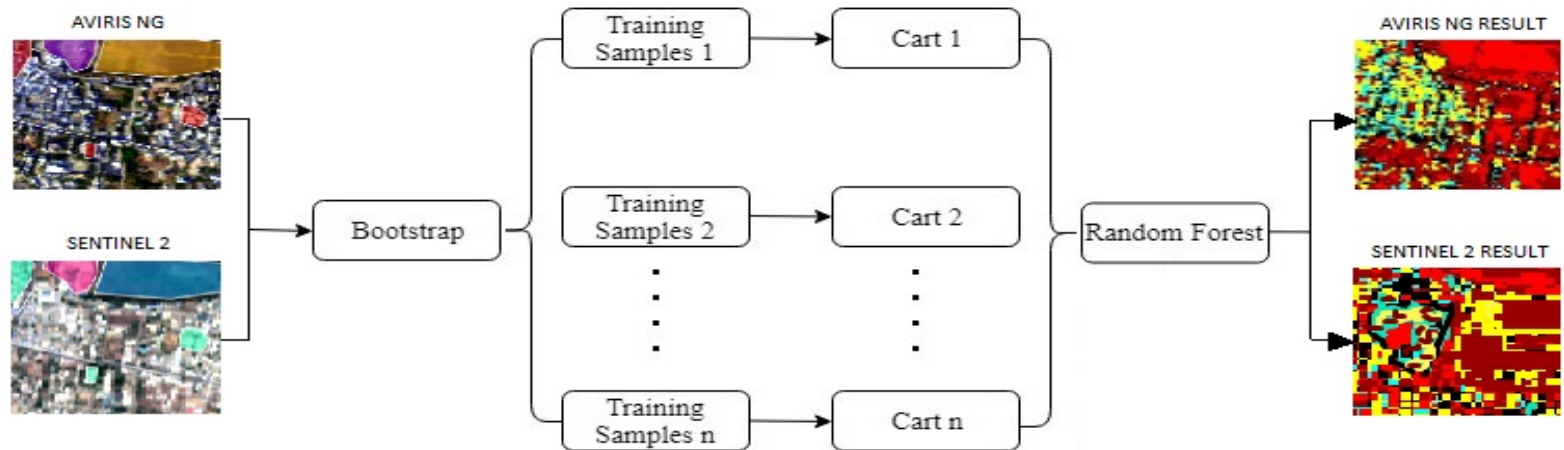 AVIRIS NG
SENTINEL 2
Bootstrap
Training
Samples 1
Cart 1
Training
Samples 2
Cart 2
Training
Samples n
Cart n
Random Forest
AVIRIS NG RESULT
SENTINEL 2 RESULT